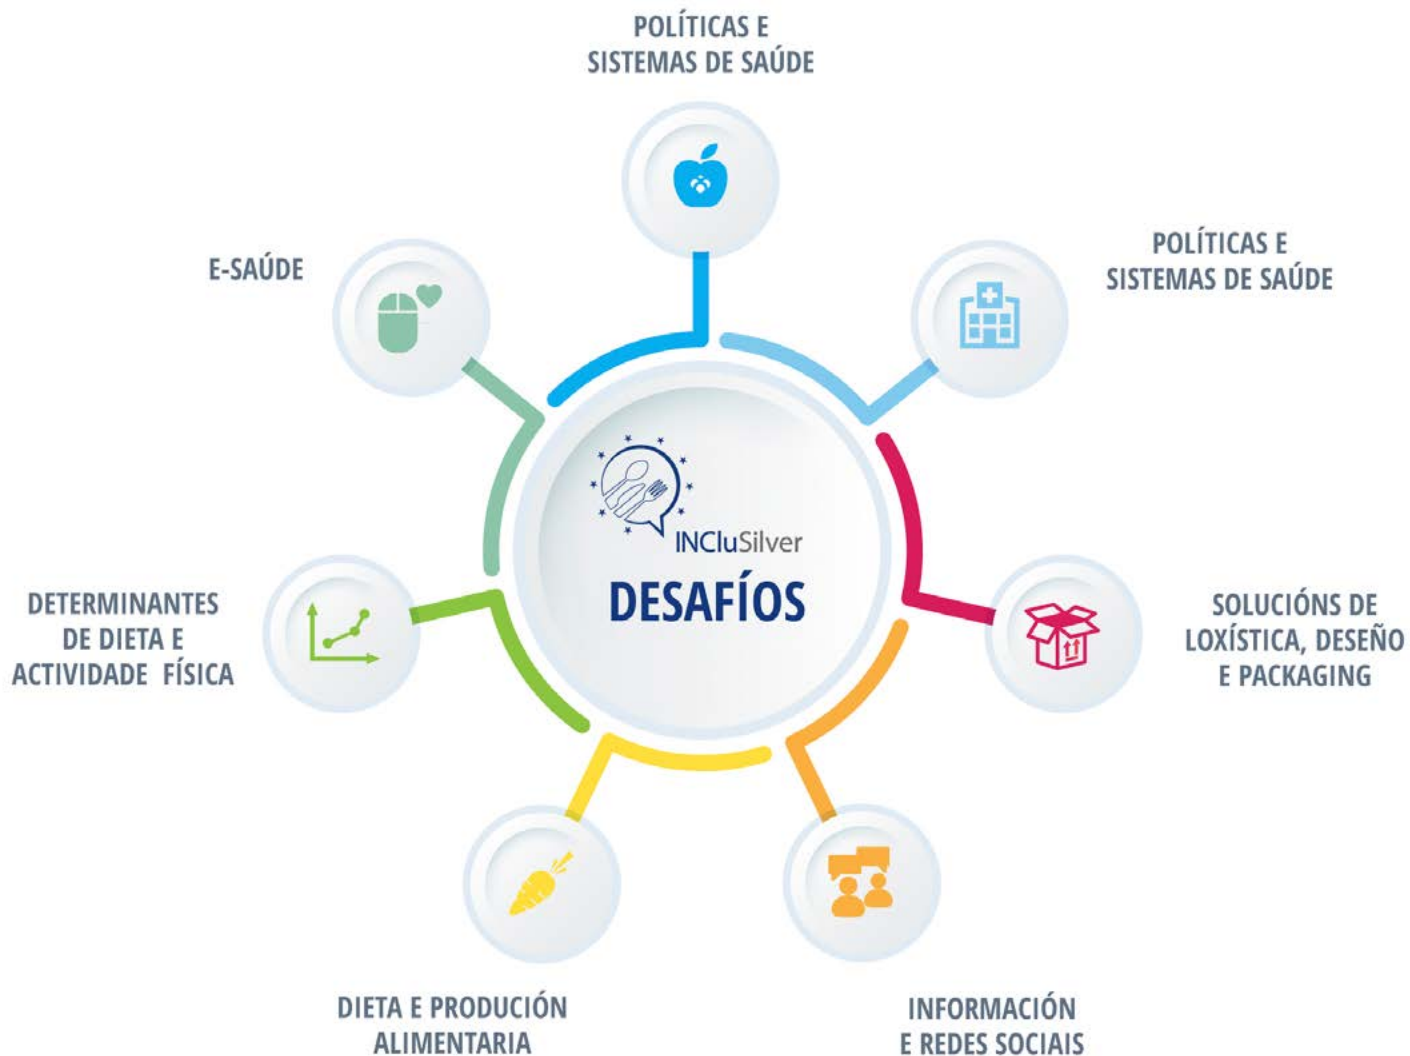 POLÍTICAS E
SISTEMAS DE SAÚDE
POLÍTICAS E
SISTEMAS DE SAÚDE
E-SAÚDE
INCluSilver
DESAFÍOS
DETERMINANTES
DE DIETA E
ACTIVIDADE FÍSICA
SOLUCIÓNS DE
LOXÍSTICA, DESEÑO
E PACKAGING
DIETA E PRODUCIÓN
ALIMENTARIA
INFORMACIÓN
E REDES SOCIAIS